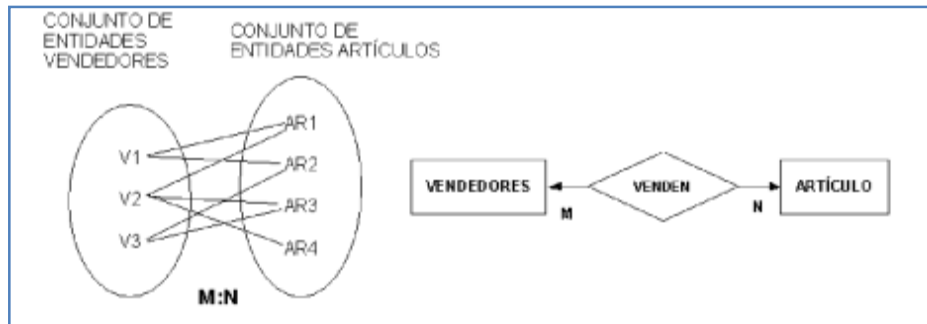 CONJUNTO DE
ENTIDADES
VENDEDORES
CONJUNTO DE
ENTIDADES ARTÍCULOS
V1
V2
V3
AR1
AR2
AR3
AR4
M:N
VENDEDORES
M
VENDEN
N
ARTÍCULO